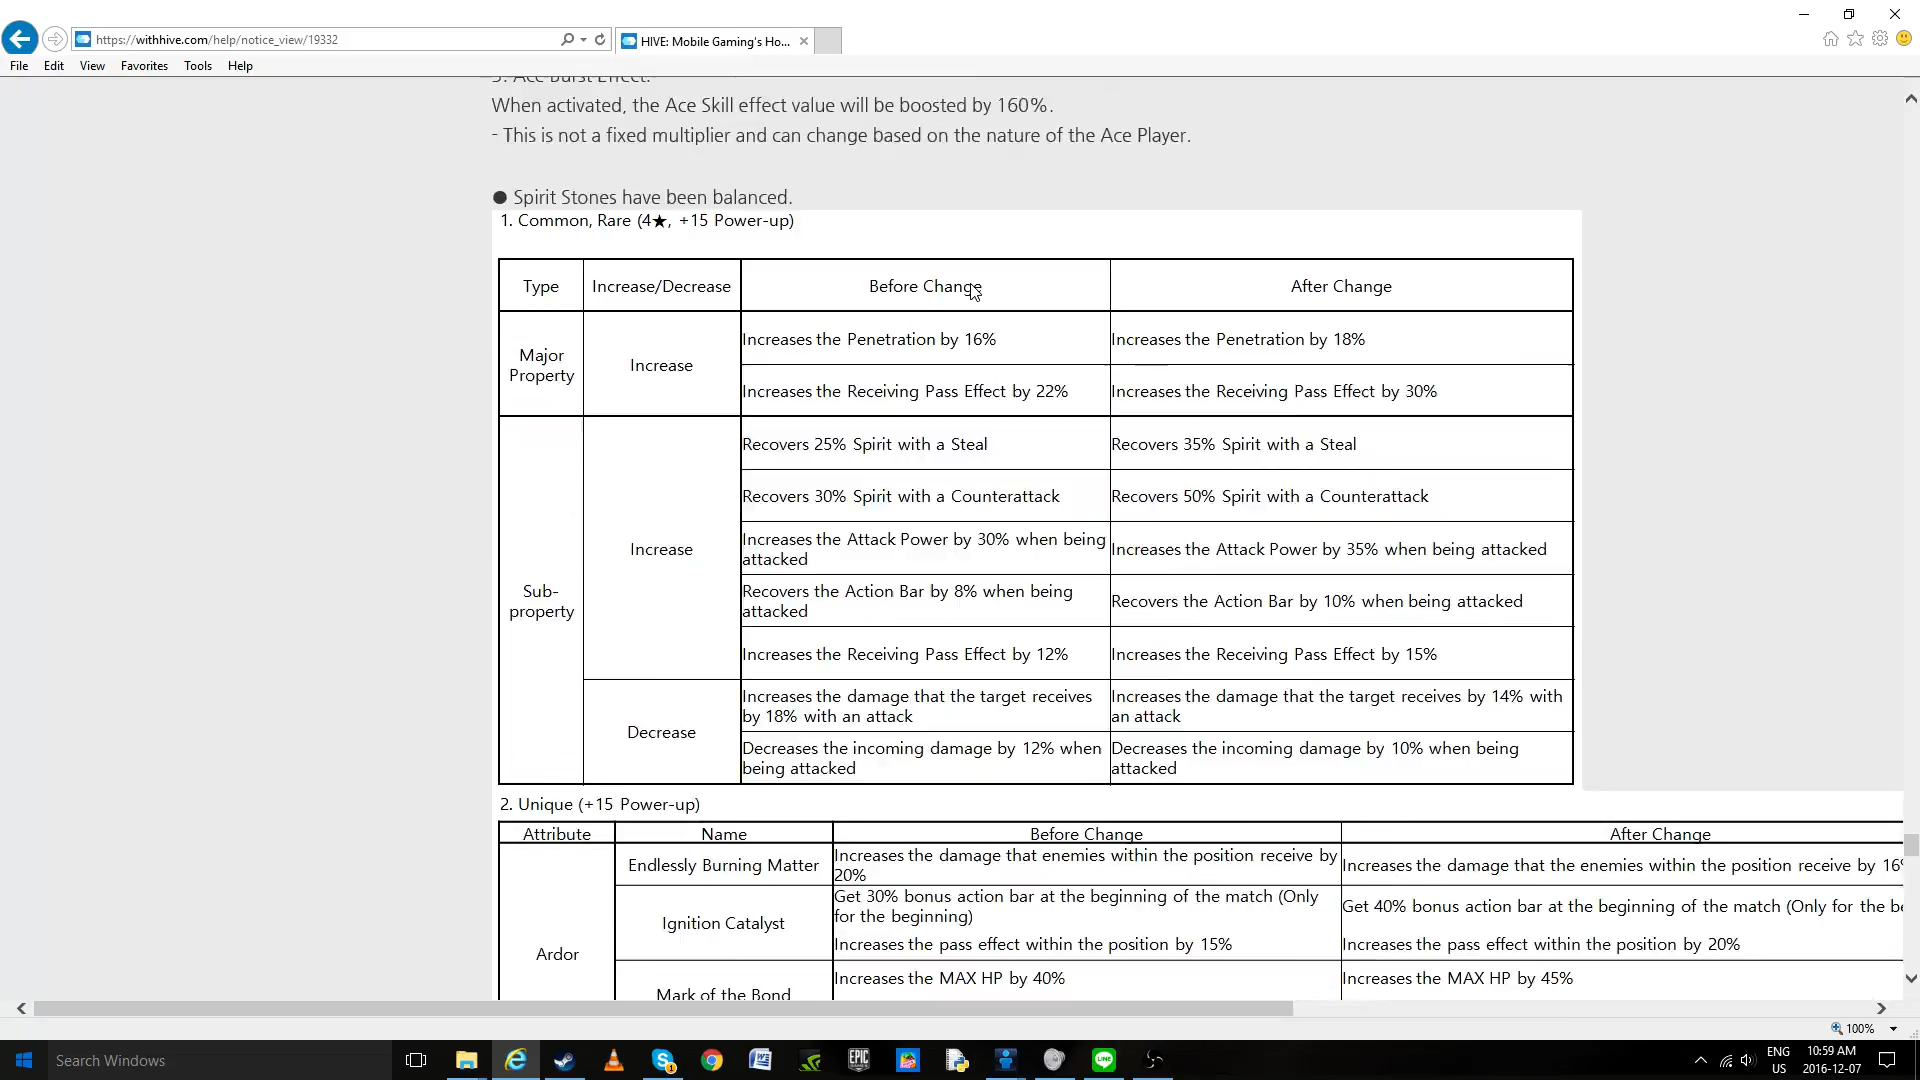 https://withhive.com/help/notice_view/19332
HIVE: Mobile Gaming's Ho...
File Edit View Favorites Tools Help
3. Ace Burst Effect.
When activated, the Ace Skill effect value will be boosted by 160%.
- This is not a fixed multiplier and can change based on the nature of the Ace Player.
● Spirit Stones have been balanced.
1. Common, Rare (4★, +15 Power-up)
Type Increase/Decrease Before Change After Change
Major
Property
Increase
Increases the Penetration by 16%
Increases the Penetration by 18%
Increases the Receiving Pass Effect by 22%
Increases the Receiving Pass Effect by 30%
Sub-
property
Increase
Recovers 25% Spirit with a Steal
Recovers 35% Spirit with a Steal
Recovers 30% Spirit with a Counterattack
Recovers 50% Spirit with a Counterattack
Increases the Attack Power by 30% when being
attacked
Increases the Attack Power by 35% when being attacked
Recovers the Action Bar by 8% when being
attacked
Recovers the Action Bar by 10% when being attacked
Increases the Receiving Pass Effect by 12%
Increases the Receiving Pass Effect by 15%
Decrease
Increases the damage that the target receives
by 18% with an attack
Increases the damage that the target receives by 14% with
an attack
Decreases the incoming damage by 12% when
being attacked
Decreases the incoming damage by 10% when being
attacked
2. Unique (+15 Power-up)
Attribute Name Before Change After Change
Ardor
Endlessly Burning Matter
Increases the damage that enemies within the position receive by
20%
Increases the damage that the enemies within the position receive by 16%
Ignition Catalyst
Get 30% bonus action bar at the beginning of the match (Only
for the beginning)
Get 40% bonus action bar at the beginning of the match (Only for the be
Increases the pass effect within the position by 15%
Increases the pass effect within the position by 20%
Mark of the Bond
Increases the MAX HP by 40%
Increases the MAX HP by 45%
100%
Search Windows
EPIC
GAMES
LINE
ENG
US
10:59 AM
2016-12-07